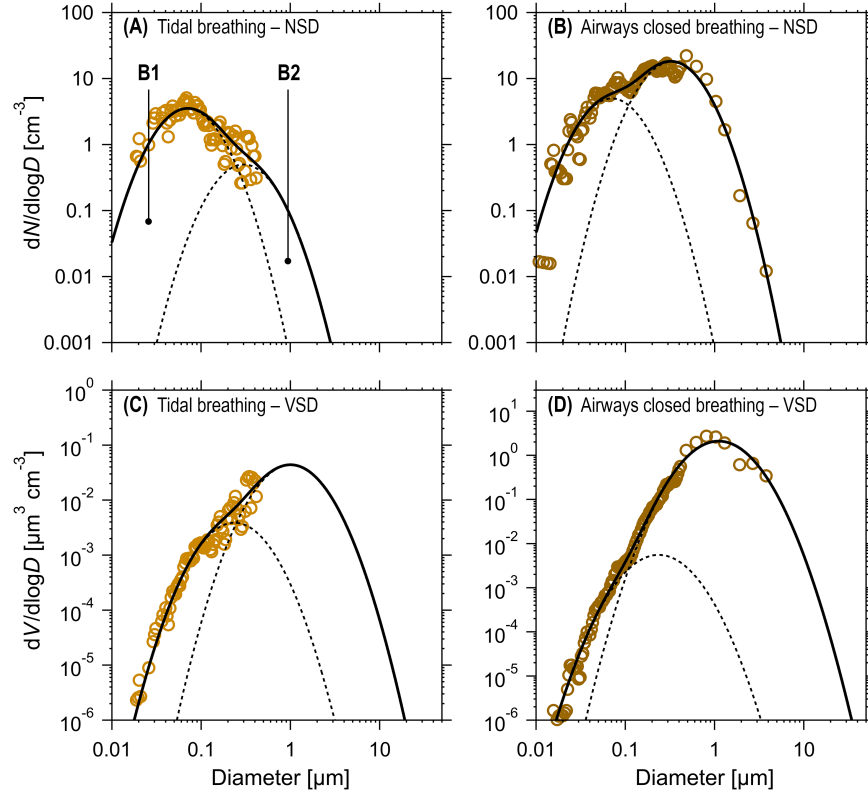 (A) Tidal breathing – NSD
(B) Airways closed breathing – NSD
B1
B2
dN/dlogD [cm⁻³]
100
10
1
0.1
0.01
0.001
100
10
1
0.1
0.01
0.001
(C) Tidal breathing – VSD
(D) Airways closed breathing – VSD
dV/dlogD [μm³ cm⁻³]
10⁰
10⁻¹
10⁻²
10⁻³
10⁻⁴
10⁻⁵
10⁻⁶
10¹
10⁰
10⁻¹
10⁻²
10⁻³
10⁻⁴
10⁻⁵
10⁻⁶
0.01 0.1 1 10
0.01 0.1 1 10
Diameter [μm]
Diameter [μm]